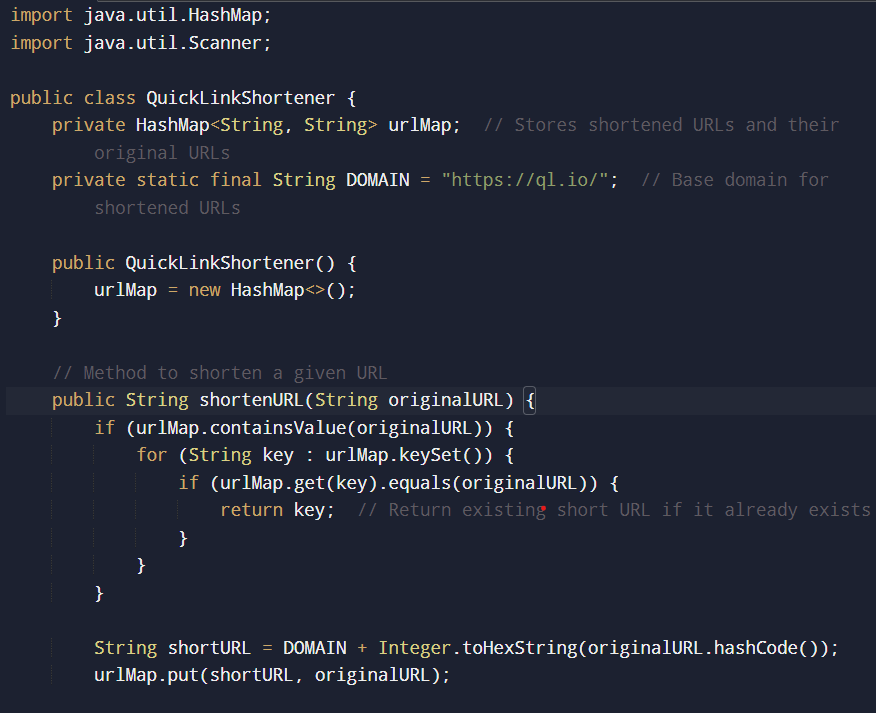 import java.util.HashMap;
import java.util.Scanner;
public class QuickLinkShortener {
private HashMap<String, String> urlMap;  // Stores shortened URLs and their
original URLs
private static final String DOMAIN = "https://ql.io/";  // Base domain for
shortened URLs
public QuickLinkShortener() {
urlMap = new HashMap<>();
}
// Method to shorten a given URL
public String shortenURL(String originalURL) {
if (urlMap.containsValue(originalURL)) {
for (String key : urlMap.keySet()) {
if (urlMap.get(key).equals(originalURL)) {
return key;  // Return existing short URL if it already exists
}
}
}
String shortURL = DOMAIN + Integer.toHexString(originalURL.hashCode());
urlMap.put(shortURL, originalURL);